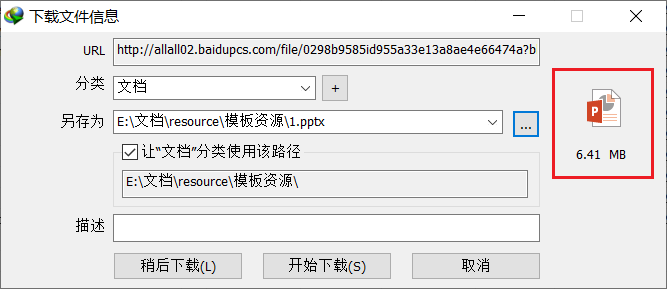 下载文件信息
URL http://allall02.baidupcs.com/file/0298b9585id955a33e13a8ae4e66474a?b
分类 文档 +
另存为 E:\文档\resource\模板资源\1.pptx ...
让“文档”分类使用该路径
E:\文档\resource\模板资源\
P
6.41 MB
描述
稍后下载(L) 开始下载(S) 取消